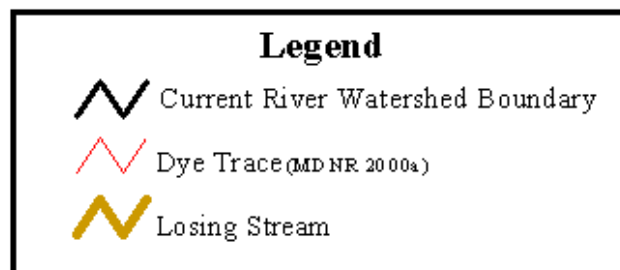 Legend
Current River Watershed Boundary
Dye Trace (MDNR 2000a)
Losing Stream